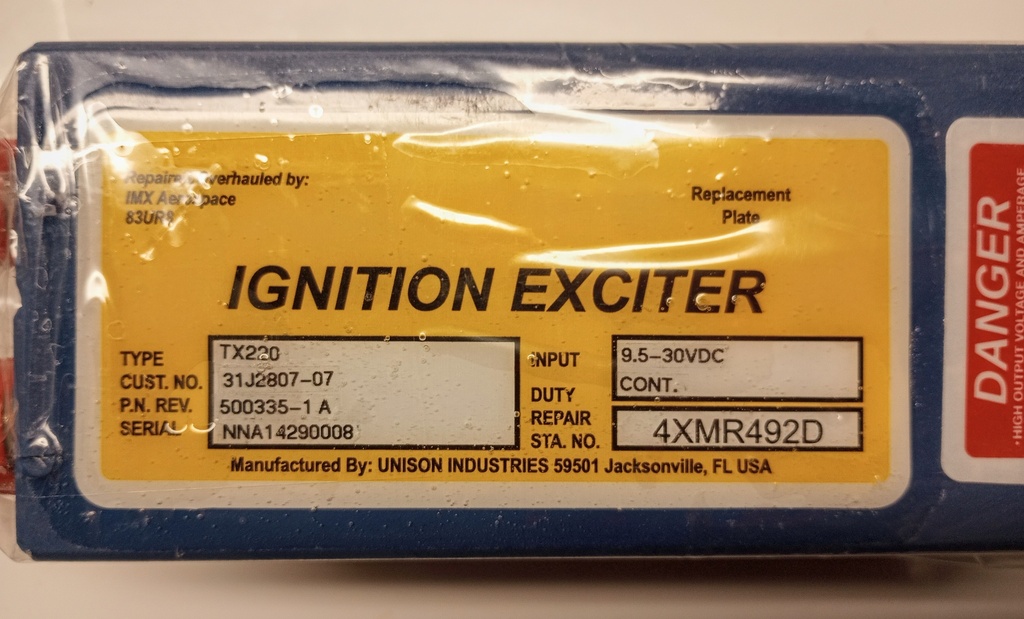 Repaired/Overhauled by:
IMX Aerospace
83UR8
Replacement
Plate
IGNITION EXCITER
TYPE TX220
CUST. NO. 31J2807-07
P.N. REV. 500335-1 A
SERIAL NNA14290008
INPUT 9.5-30VDC
DUTY CONT.
REPAIR
STA. NO. 4XMR492D
Manufactured By: UNISON INDUSTRIES 59501 Jacksonville, FL USA
DANGER
·HIGH OUTPUT VOLTAGE AND AMPERAGE